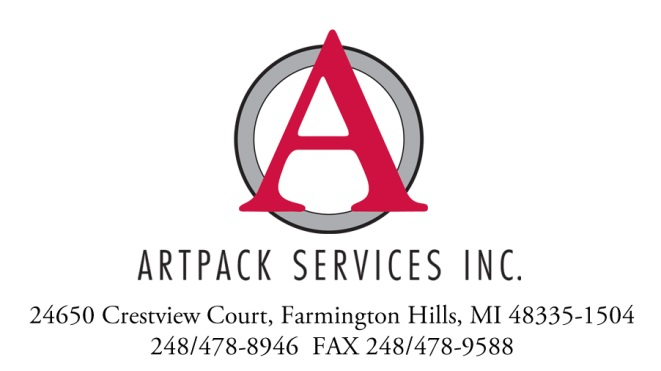 A
ARTPACK SERVICES INC.
24650 Crestview Court, Farmington Hills, MI 48335-1504
248/478-8946 FAX 248/478-9588